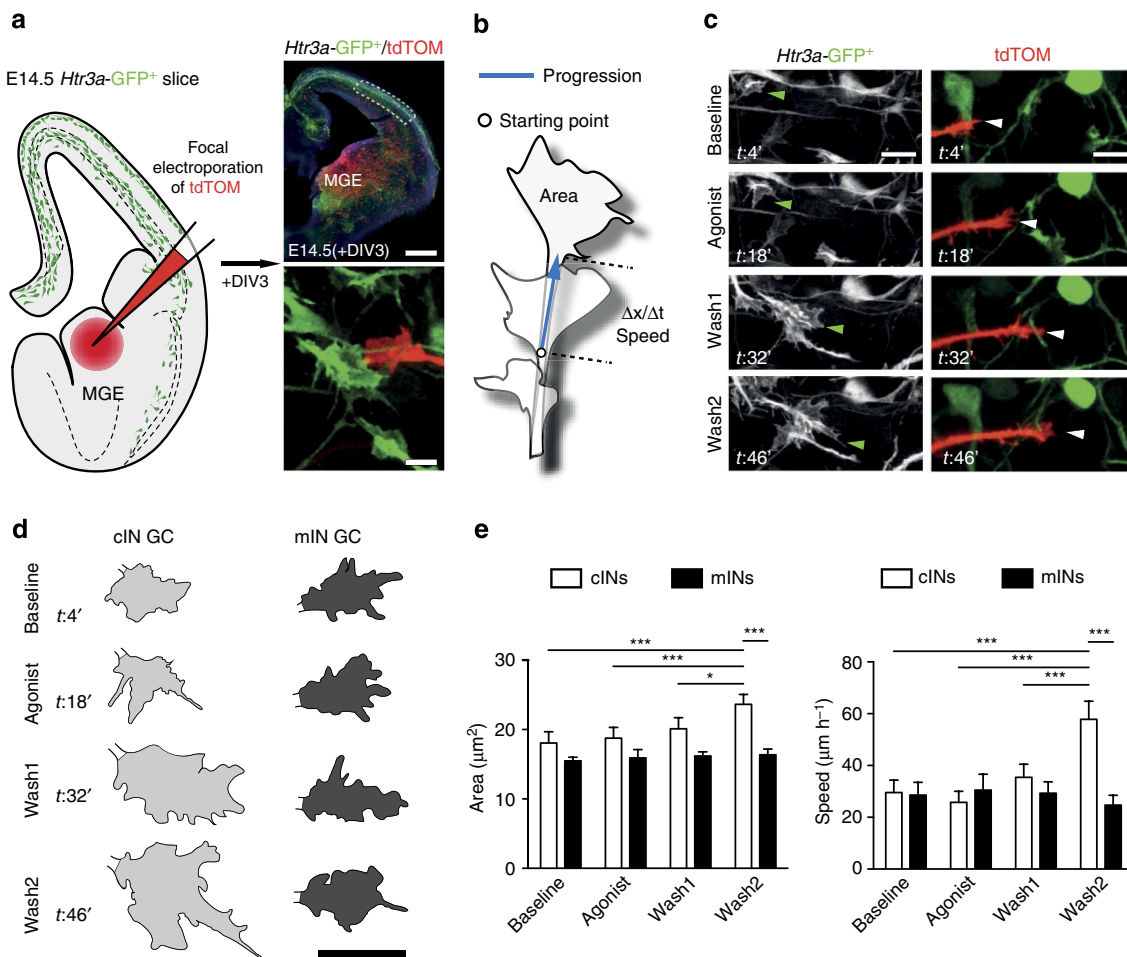 a
E14.5 Htr3a-GFP+ slice
Focal
electroporation
of tdTOM
MGE
+DIV3
Htr3a-GFP+/tdTOM
MGE
E14.5(+DIV3)
b
Progression
Starting point
Area
Δx/Δt
Speed
c
Htr3a-GFP+
tdTOM
Baseline
t:4'
t:4'
Agonist
t:18'
t:18'
Wash1
t:32'
t:32'
Wash2
t:46'
t:46'
d
cIN GC
mIN GC
Baseline
t:4′
Agonist
t:18′
Wash1
t:32′
Wash2
t:46′
e
cINs
mINs
***
***
***
*
30
20
10
0
Area (μm²)
Baseline
Agonist
Wash1
Wash2
cINs
mINs
***
***
***
***
80
60
40
20
0
Speed (μm h⁻¹)
Baseline
Agonist
Wash1
Wash2